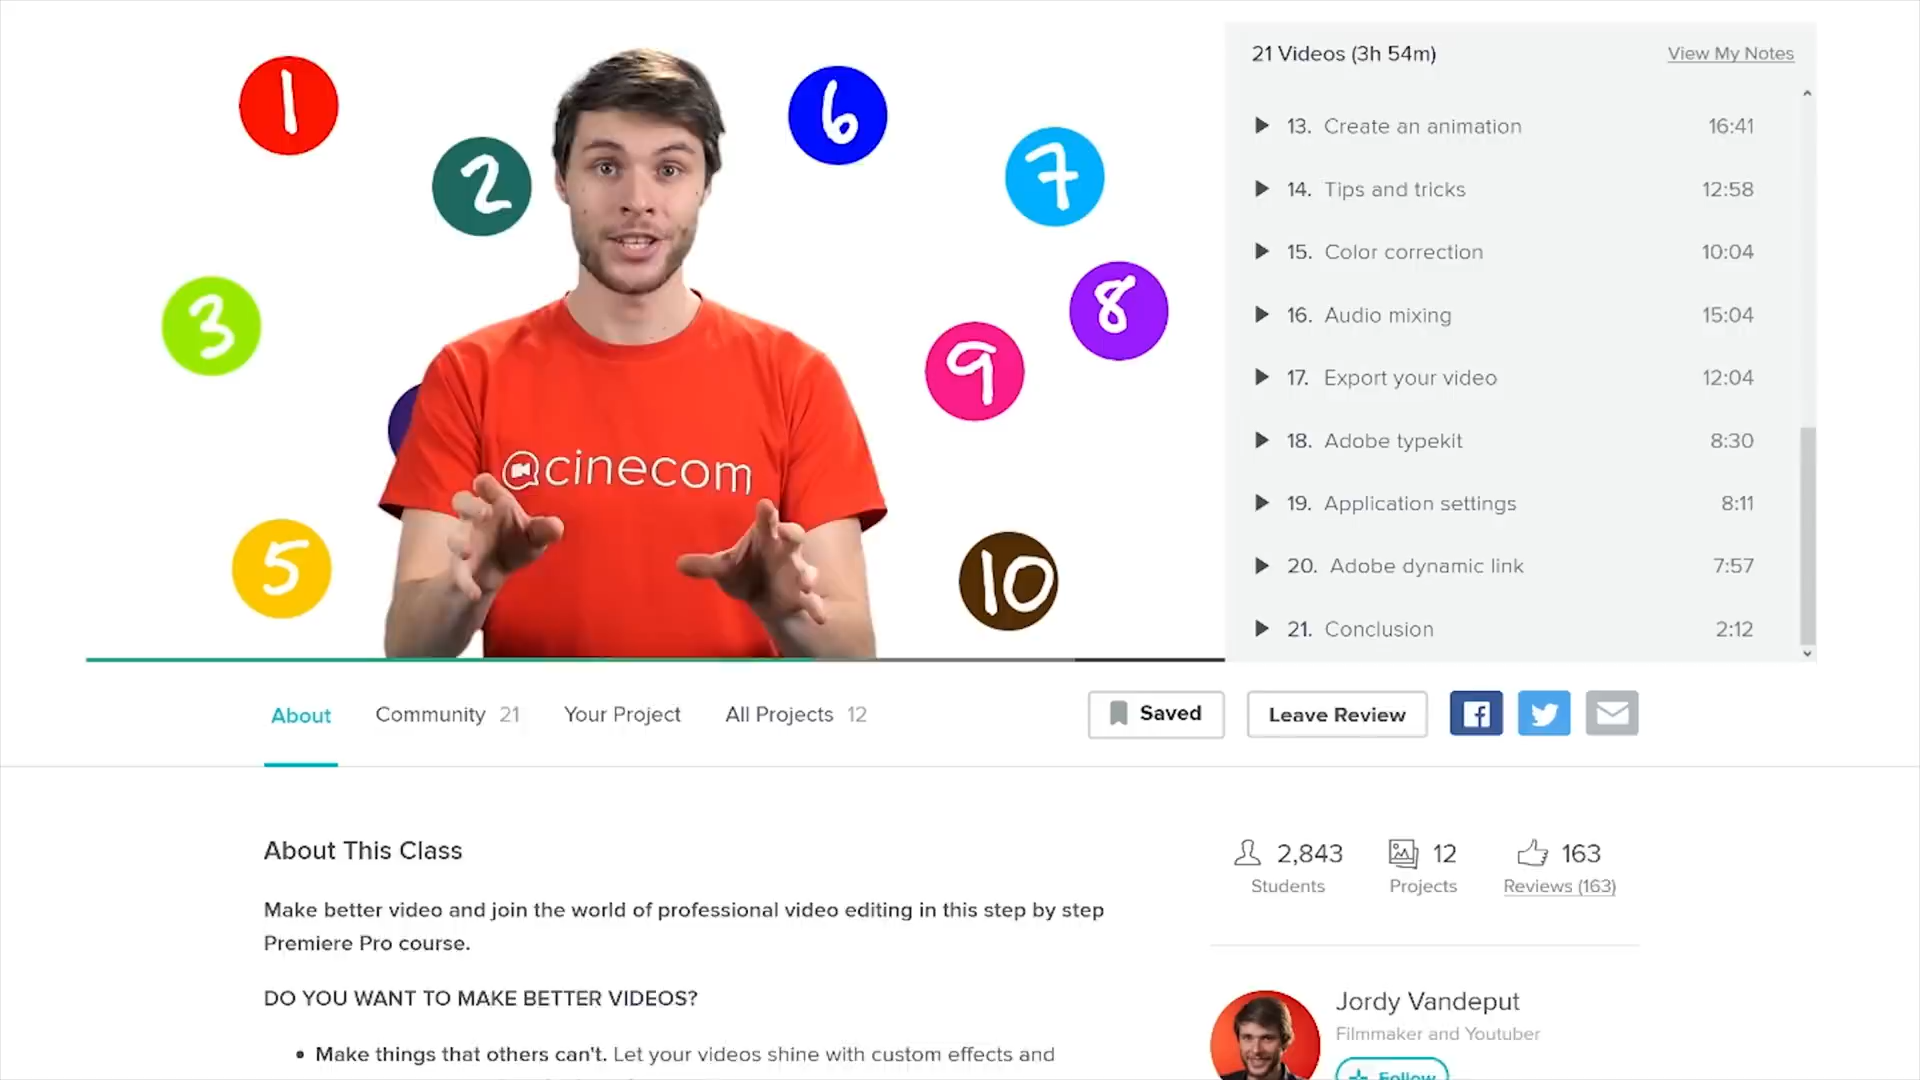 1
2
3
5
6
7
8
9
10
@cinecom
21 Videos (3h 54m)
View My Notes
13. Create an animation 16:41
14. Tips and tricks 12:58
15. Color correction 10:04
16. Audio mixing 15:04
17. Export your video 12:04
18. Adobe typekit 8:30
19. Application settings 8:11
20. Adobe dynamic link 7:57
21. Conclusion 2:12
About
Community 21
Your Project
All Projects 12
Saved
Leave Review
About This Class
Make better video and join the world of professional video editing in this step by step
Premiere Pro course.
DO YOU WANT TO MAKE BETTER VIDEOS?
• Make things that others can't. Let your videos shine with custom effects and
2,843
Students
12
Projects
163
Reviews (163)
Jordy Vandeput
Filmmaker and Youtuber
+ Follow